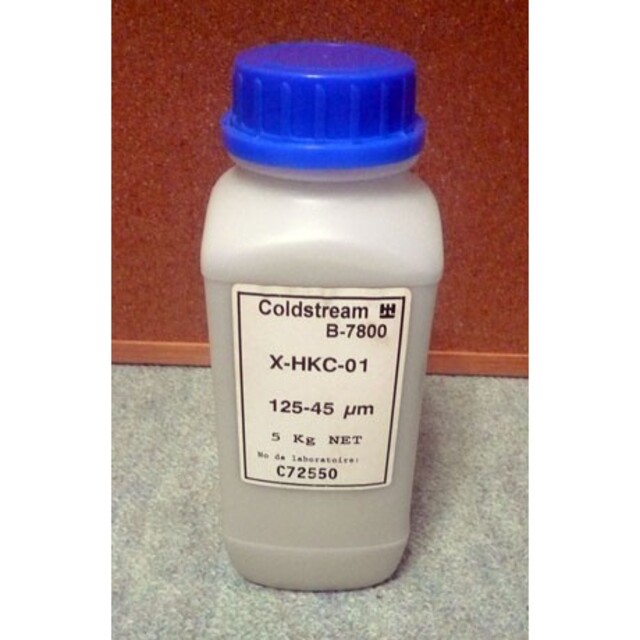 Coldstream
B-7800
X-HKC-01
125-45 µm
5 Kg NET
No de laboratoire:
C72550